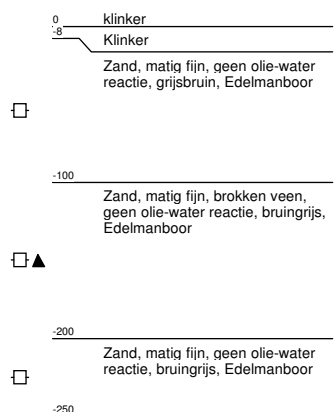 0
klinker
-8
Klinker
Zand, matig fijn, geen olie-water
reactie, grijsbruin, Edelmanboor
-100
Zand, matig fijn, brokken veen,
geen olie-water reactie, bruingrijs,
Edelmanboor
-200
Zand, matig fijn, geen olie-water
reactie, bruingrijs, Edelmanboor
-250